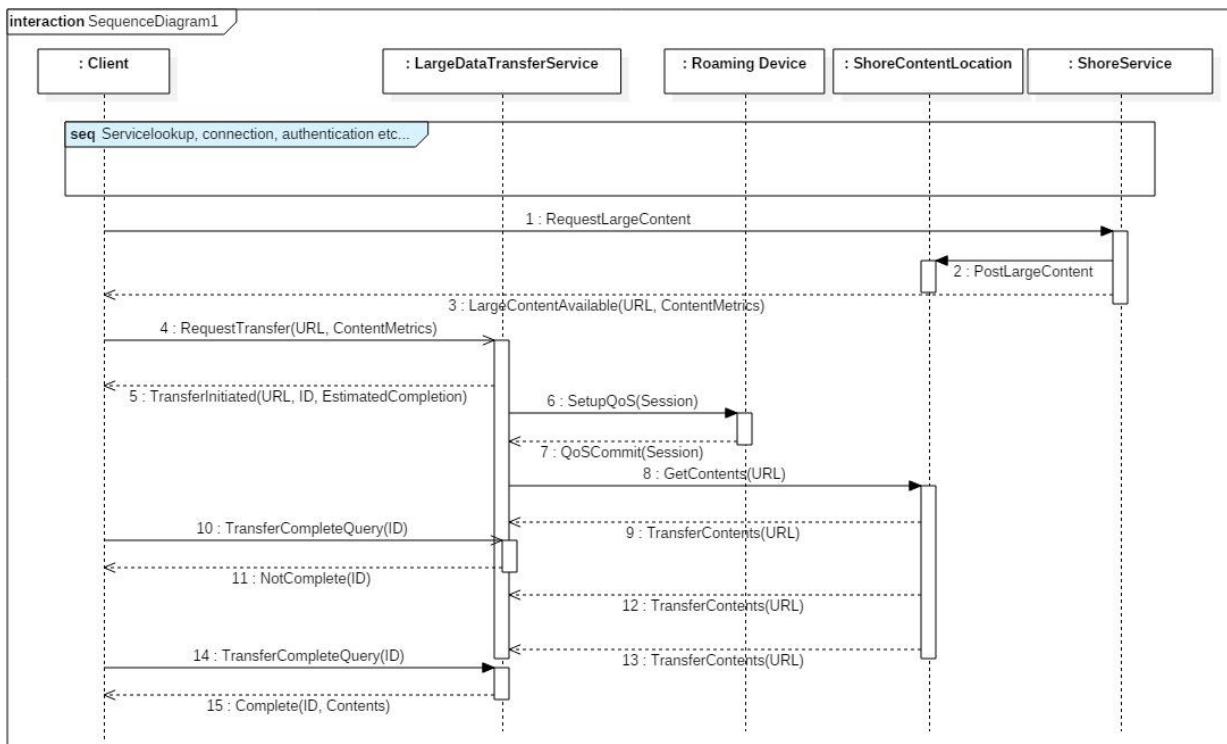 interaction SequenceDiagram1
: Client
: LargeDataTransferService
: Roaming Device
: ShoreContentLocation
: ShoreService
seq Servicelookup, connection, authentication etc...
1 : RequestLargeContent
2 : PostLargeContent
3 : LargeContentAvailable(URL, ContentMetrics)
4 : RequestTransfer(URL, ContentMetrics)
5 : TransferInitiated(URL, ID, EstimatedCompletion)
6 : SetupQoS(Session)
7 : QoSCommit(Session)
8 : GetContents(URL)
9 : TransferContents(URL)
10 : TransferCompleteQuery(ID)
11 : NotComplete(ID)
12 : TransferContents(URL)
13 : TransferContents(URL)
14 : TransferCompleteQuery(ID)
15 : Complete(ID, Contents)